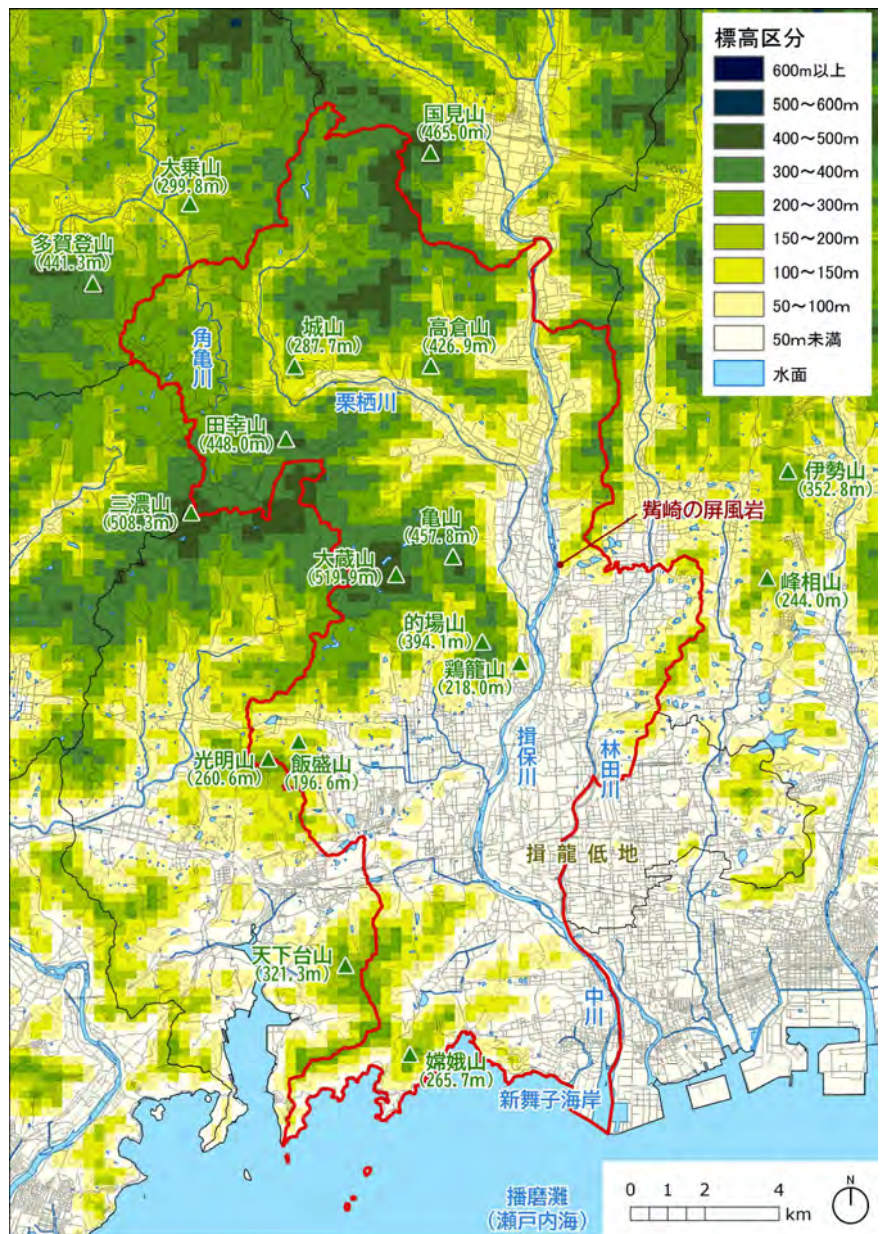 標高区分
600m以上
500～600m
400～500m
300～400m
200～300m
150～200m
100～150m
50～100m
50m未満
水面
国見山
(465.0m)
大乗山
(299.8m)
多賀登山
(441.3m)
角亀川
城山
(287.7m)
高倉山
(426.9m)
栗栖川
田幸山
(448.0m)
伊勢山
(352.8m)
三濃山
(508.3m)
觜崎の屏風岩
亀山
(457.8m)
大蔵山
(519.9m)
峰相山
(244.0m)
的場山
(394.1m)
鶏籠山
(218.0m)
揖保川
林田川
光明山
(260.6m)
飯盛山
(196.6m)
揖龍低地
天下台山
(321.3m)
中川
嫦娥山
(265.7m)
新舞子海岸
播磨灘
(瀬戸内海)
0 1 2 4
km
N